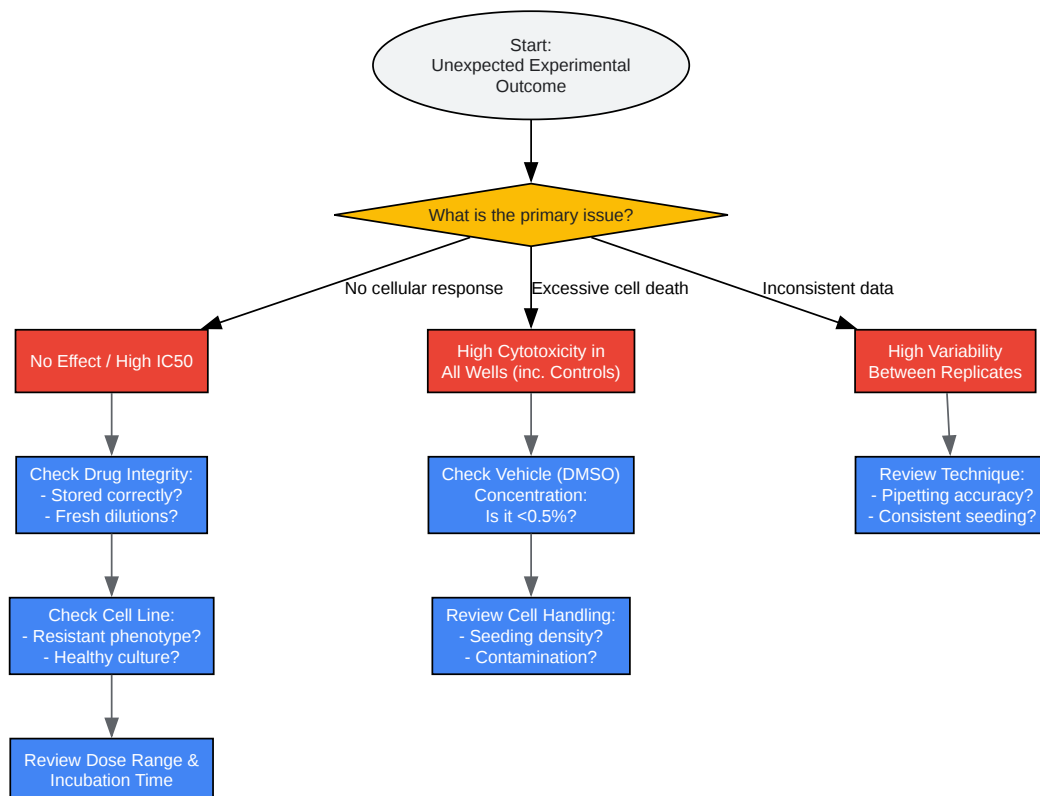 Start:
Unexpected Experimental
Outcome
What is the primary issue?
No cellular response
Excessive cell death
Inconsistent data
No Effect / High IC50
High Cytotoxicity in
All Wells (inc. Controls)
High Variability
Between Replicates
Check Drug Integrity:
- Stored correctly?
- Fresh dilutions?
Check Vehicle (DMSO)
Concentration:
Is it <0.5%?
Review Technique:
- Pipetting accuracy?
- Consistent seeding?
Check Cell Line:
- Resistant phenotype?
- Healthy culture?
Review Cell Handling:
- Seeding density?
- Contamination?
Review Dose Range &
Incubation Time